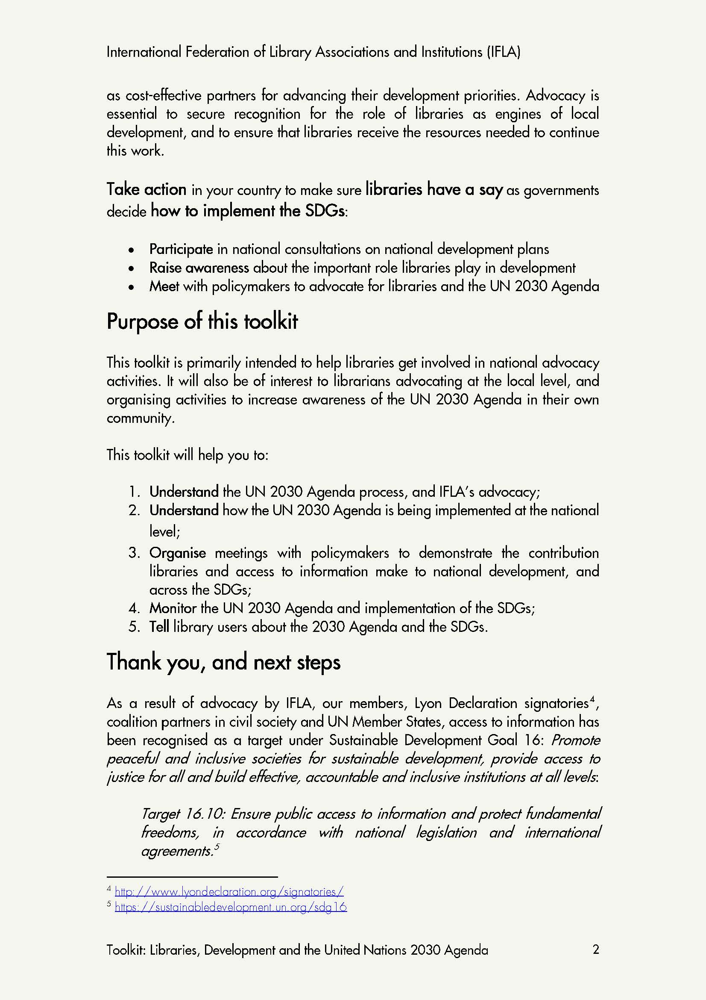 International Federation of Library Associations and Institutions (IFLA)
as cost-effective partners for advancing their development priorities. Advocacy is
essential to secure recognition for the role of libraries as engines of local
development, and to ensure that libraries receive the resources needed to continue
this work.
Take action in your country to make sure libraries have a say as governments
decide how to implement the SDGs:
• Participate in national consultations on national development plans
• Raise awareness about the important role libraries play in development
• Meet with policymakers to advocate for libraries and the UN 2030 Agenda
Purpose of this toolkit
This toolkit is primarily intended to help libraries get involved in national advocacy
activities. It will also be of interest to librarians advocating at the local level, and
organising activities to increase awareness of the UN 2030 Agenda in their own
community.
This toolkit will help you to:
1. Understand the UN 2030 Agenda process, and IFLA's advocacy;
2. Understand how the UN 2030 Agenda is being implemented at the national
level;
3. Organise meetings with policymakers to demonstrate the contribution
libraries and access to information make to national development, and
across the SDGs;
4. Monitor the UN 2030 Agenda and implementation of the SDGs;
5. Tell library users about the 2030 Agenda and the SDGs.
Thank you, and next steps
As a result of advocacy by IFLA, our members, Lyon Declaration signatories⁴,
coalition partners in civil society and UN Member States, access to information has
been recognised as a target under Sustainable Development Goal 16: Promote
peaceful and inclusive societies for sustainable development, provide access to
justice for all and build effective, accountable and inclusive institutions at all levels:
Target 16.10: Ensure public access to information and protect fundamental
freedoms, in accordance with national legislation and international
agreements.⁵
⁴ http://www.lyondeclaration.org/signatories/
⁵ https://sustainabledevelopment.un.org/sdg16
Toolkit: Libraries, Development and the United Nations 2030 Agenda 2